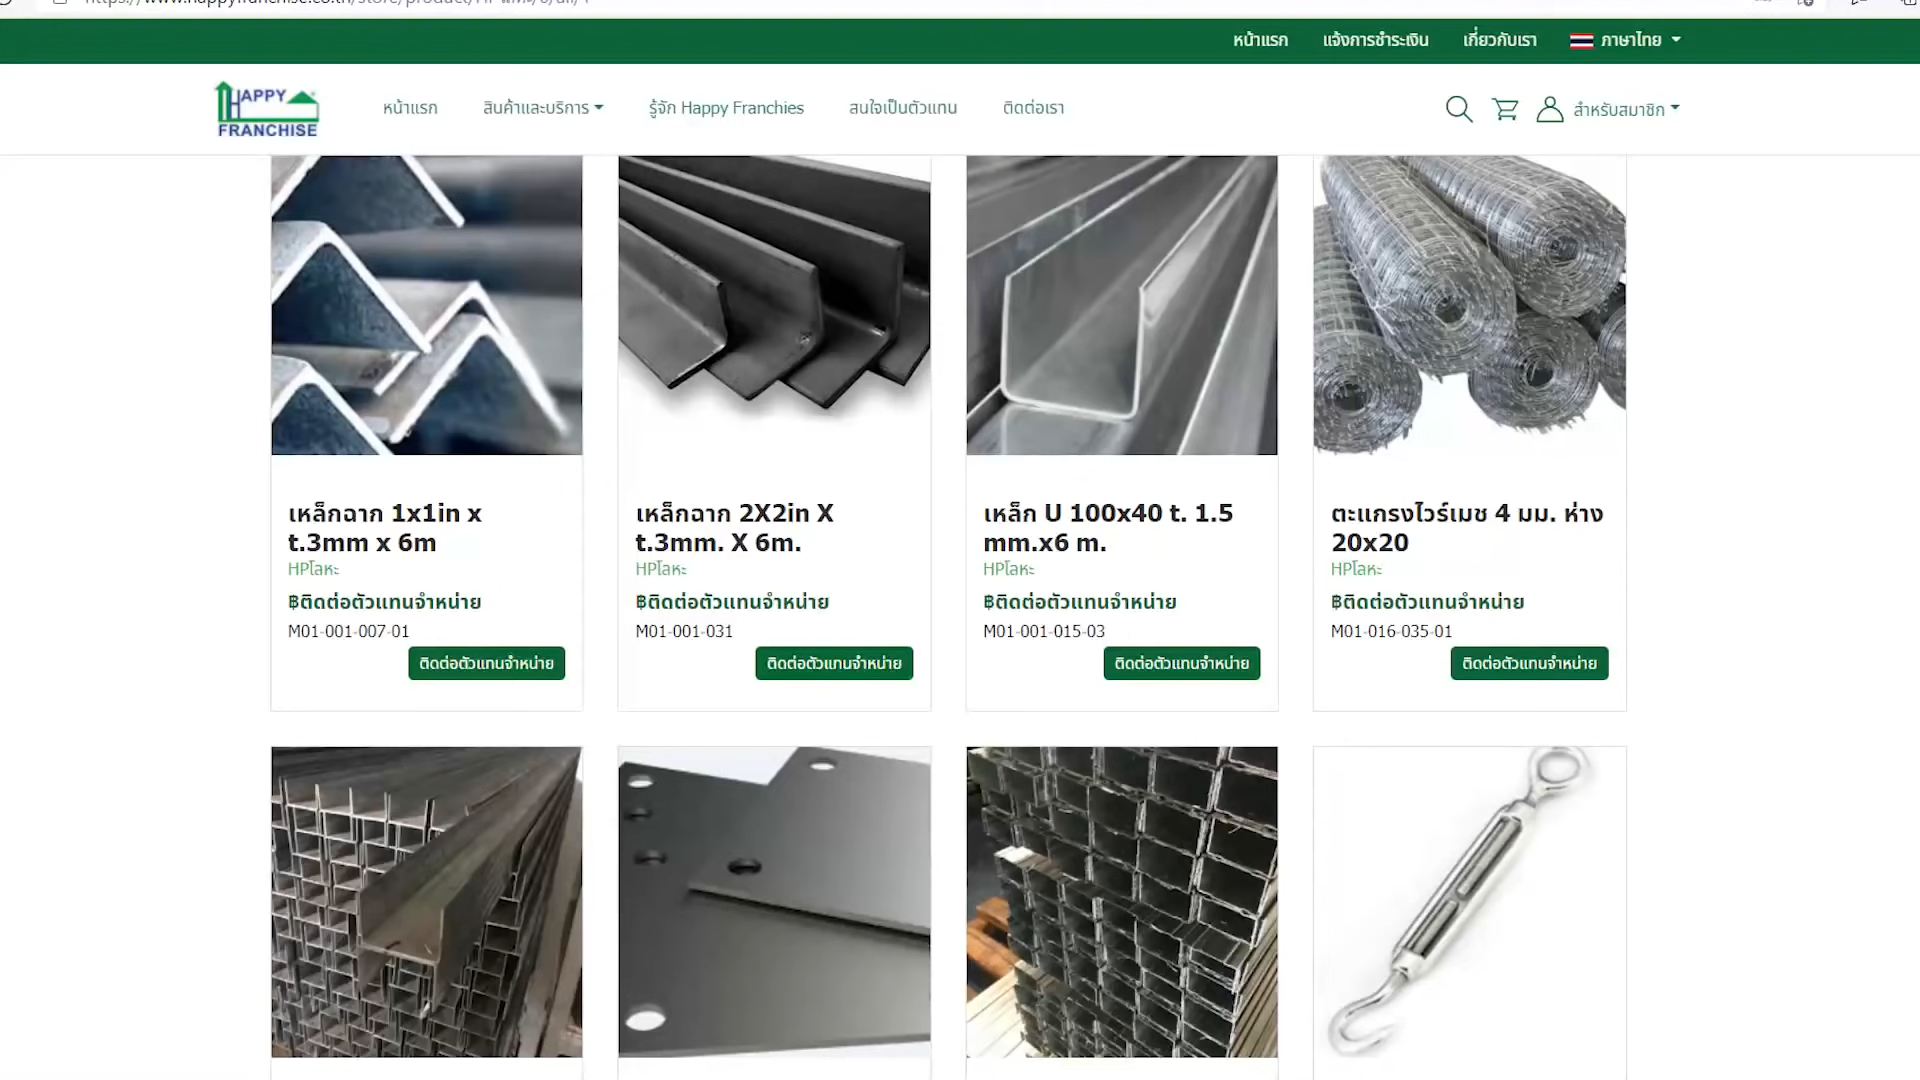 หน้าแรก แจ้งการชำระเงิน เกี่ยวกับเรา ภาษาไทย
HAPPY
FRANCHISE
หน้าแรก สินค้าและบริการ รู้จัก Happy Franchies สนใจเป็นตัวแทน ติดต่อเรา สำหรับสมาชิก
เหล็กฉาก 1x1in x
t.3mm x 6m
HPโลหะ
฿ติดต่อตัวแทนจำหน่าย
M01-001-007-01
ติดต่อตัวแทนจำหน่าย
เหล็กฉาก 2X2in X
t.3mm. X 6m.
HPโลหะ
฿ติดต่อตัวแทนจำหน่าย
M01-001-031
ติดต่อตัวแทนจำหน่าย
เหล็ก U 100x40 t. 1.5
mm.x6 m.
HPโลหะ
฿ติดต่อตัวแทนจำหน่าย
M01-001-015-03
ติดต่อตัวแทนจำหน่าย
ตะแกรงไวร์เมช 4 มม. ห่าง
20x20
HPโลหะ
฿ติดต่อตัวแทนจำหน่าย
M01-016-035-01
ติดต่อตัวแทนจำหน่าย